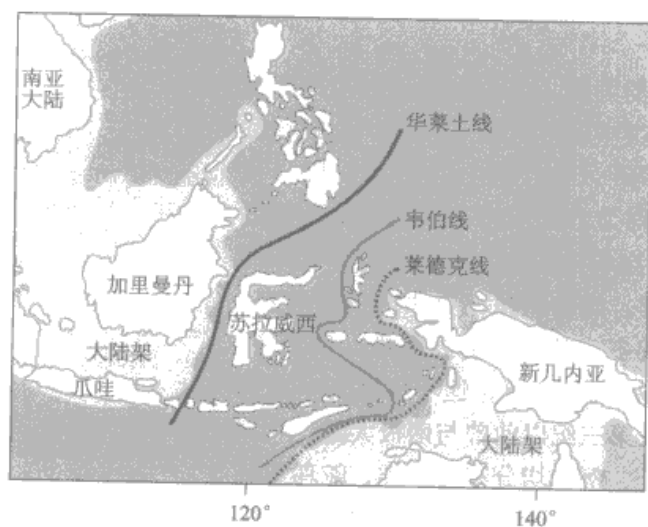 南亚
大陆
华莱士线
韦伯线
莱德克线
加里曼丹
苏拉威西
大陆架
爪哇
新几内亚
大陆架
120°
140°